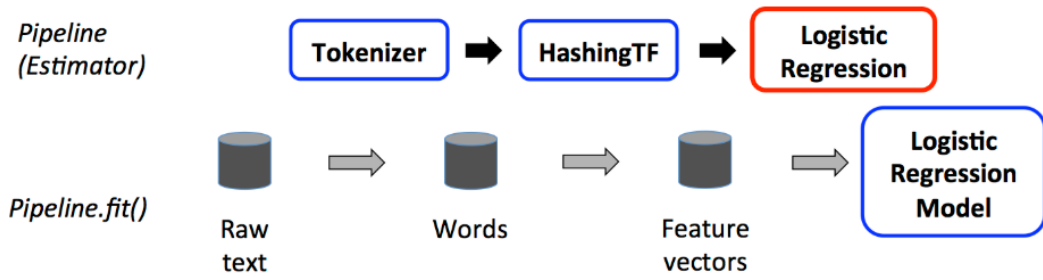 Pipeline
(Estimator)
Tokenizer
HashingTF
Logistic
Regression
Pipeline.fit()
Raw
text
Words
Feature
vectors
Logistic
Regression
Model